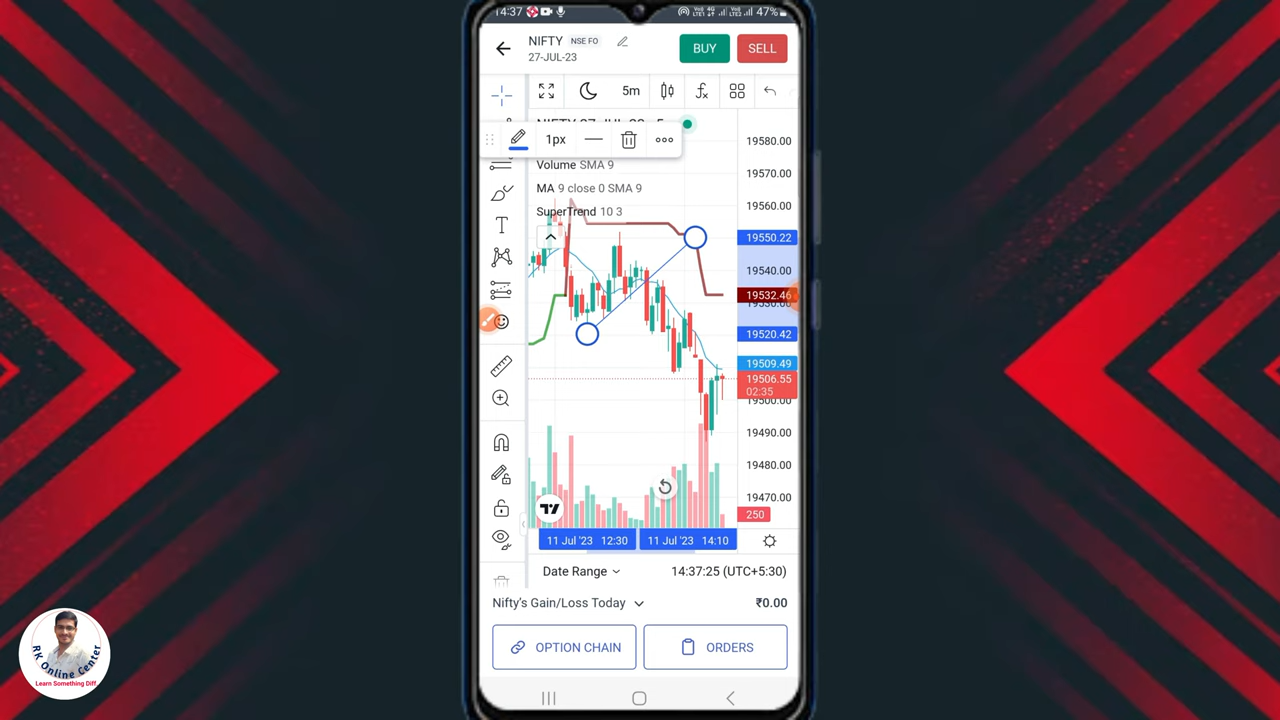 14:37
47%
NIFTY NSE FO
27-JUL-23
BUY
SELL
5m
1px
Volume SMA 9
MA 9 close 0 SMA 9
SuperTrend 10 3
19580.00
19570.00
19560.00
19550.22
19540.00
19532.46
19520.42
19509.49
19506.55
02:35
19500.00
19490.00
19480.00
19470.00
250
11 Jul '23 12:30
11 Jul '23 14:10
Date Range
14:37:25 (UTC+5:30)
Nifty's Gain/Loss Today
₹0.00
OPTION CHAIN
ORDERS
RK Online Center
Learn Something Diff